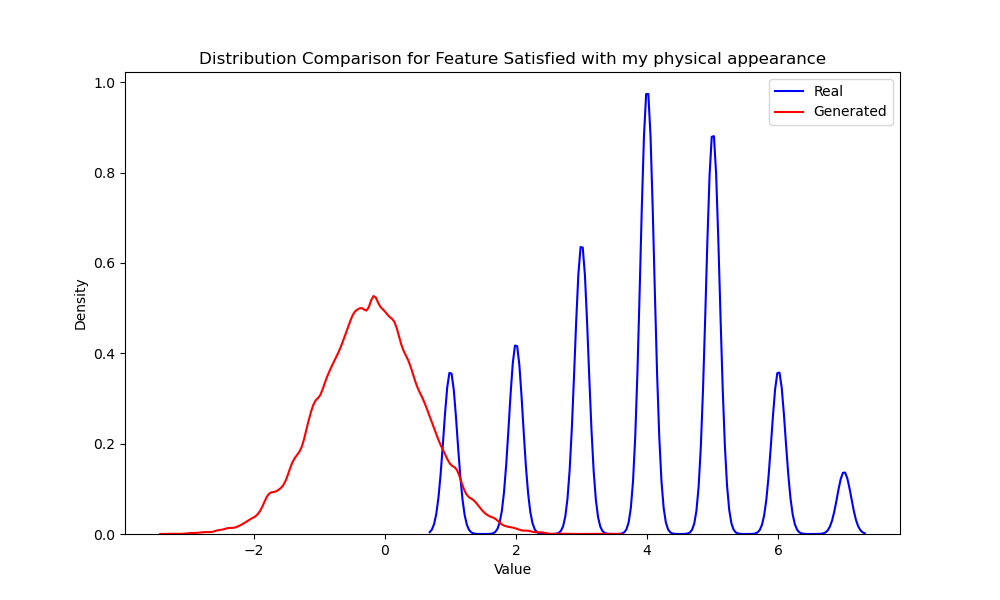 Distribution Comparison for Feature Satisfied with my physical appearance
Real
Generated
1.0
0.8
0.6
0.4
0.2
0.0
Density
−2
0
2
4
6
Value